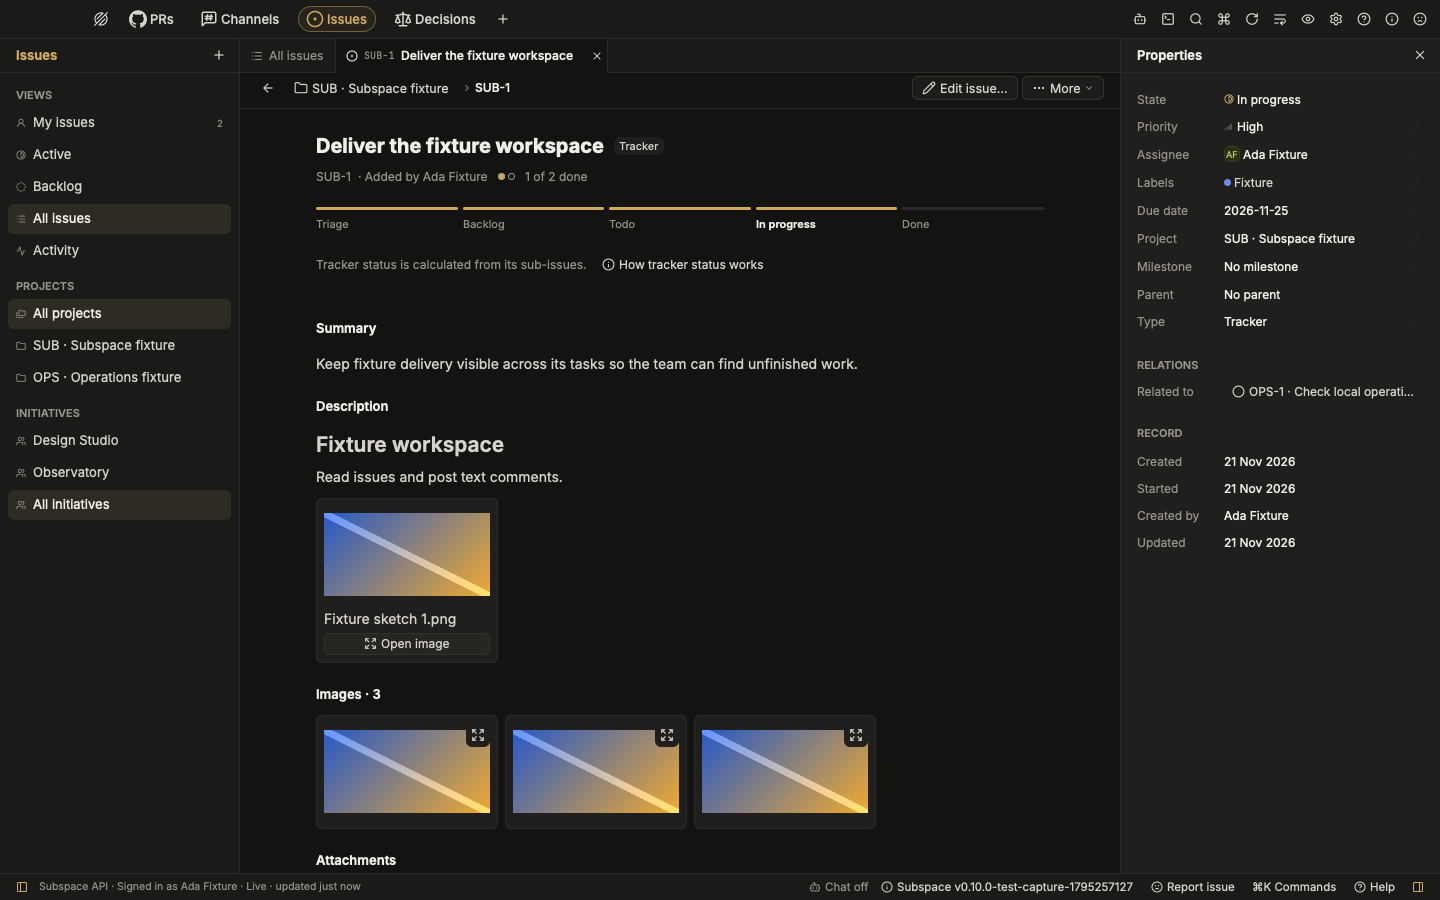 PRs
Channels
Issues
Decisions
Issues
All issues
SUB-1 Deliver the fixture workspace
Properties
VIEWS
My issues 2
Active
Backlog
All issues
Activity
PROJECTS
All projects
SUB · Subspace fixture
OPS · Operations fixture
INITIATIVES
Design Studio
Observatory
All initiatives
SUB · Subspace fixture › SUB-1
Edit issue...
More
Deliver the fixture workspace Tracker
SUB-1 · Added by Ada Fixture 1 of 2 done
Triage Backlog Todo In progress Done
Tracker status is calculated from its sub-issues. How tracker status works
Summary
Keep fixture delivery visible across its tasks so the team can find unfinished work.
Description
Fixture workspace
Read issues and post text comments.
Fixture sketch 1.png
Open image
Images · 3
Attachments
State In progress
Priority High
Assignee AF Ada Fixture
Labels Fixture
Due date 2026-11-25
Project SUB · Subspace fixture
Milestone No milestone
Parent No parent
Type Tracker
RELATIONS
Related to OPS-1 · Check local operati...
RECORD
Created 21 Nov 2026
Started 21 Nov 2026
Created by Ada Fixture
Updated 21 Nov 2026
Subspace API · Signed in as Ada Fixture · Live · updated just now
Chat off
Subspace v0.10.0-test-capture-1795257127
Report issue
⌘K Commands
Help